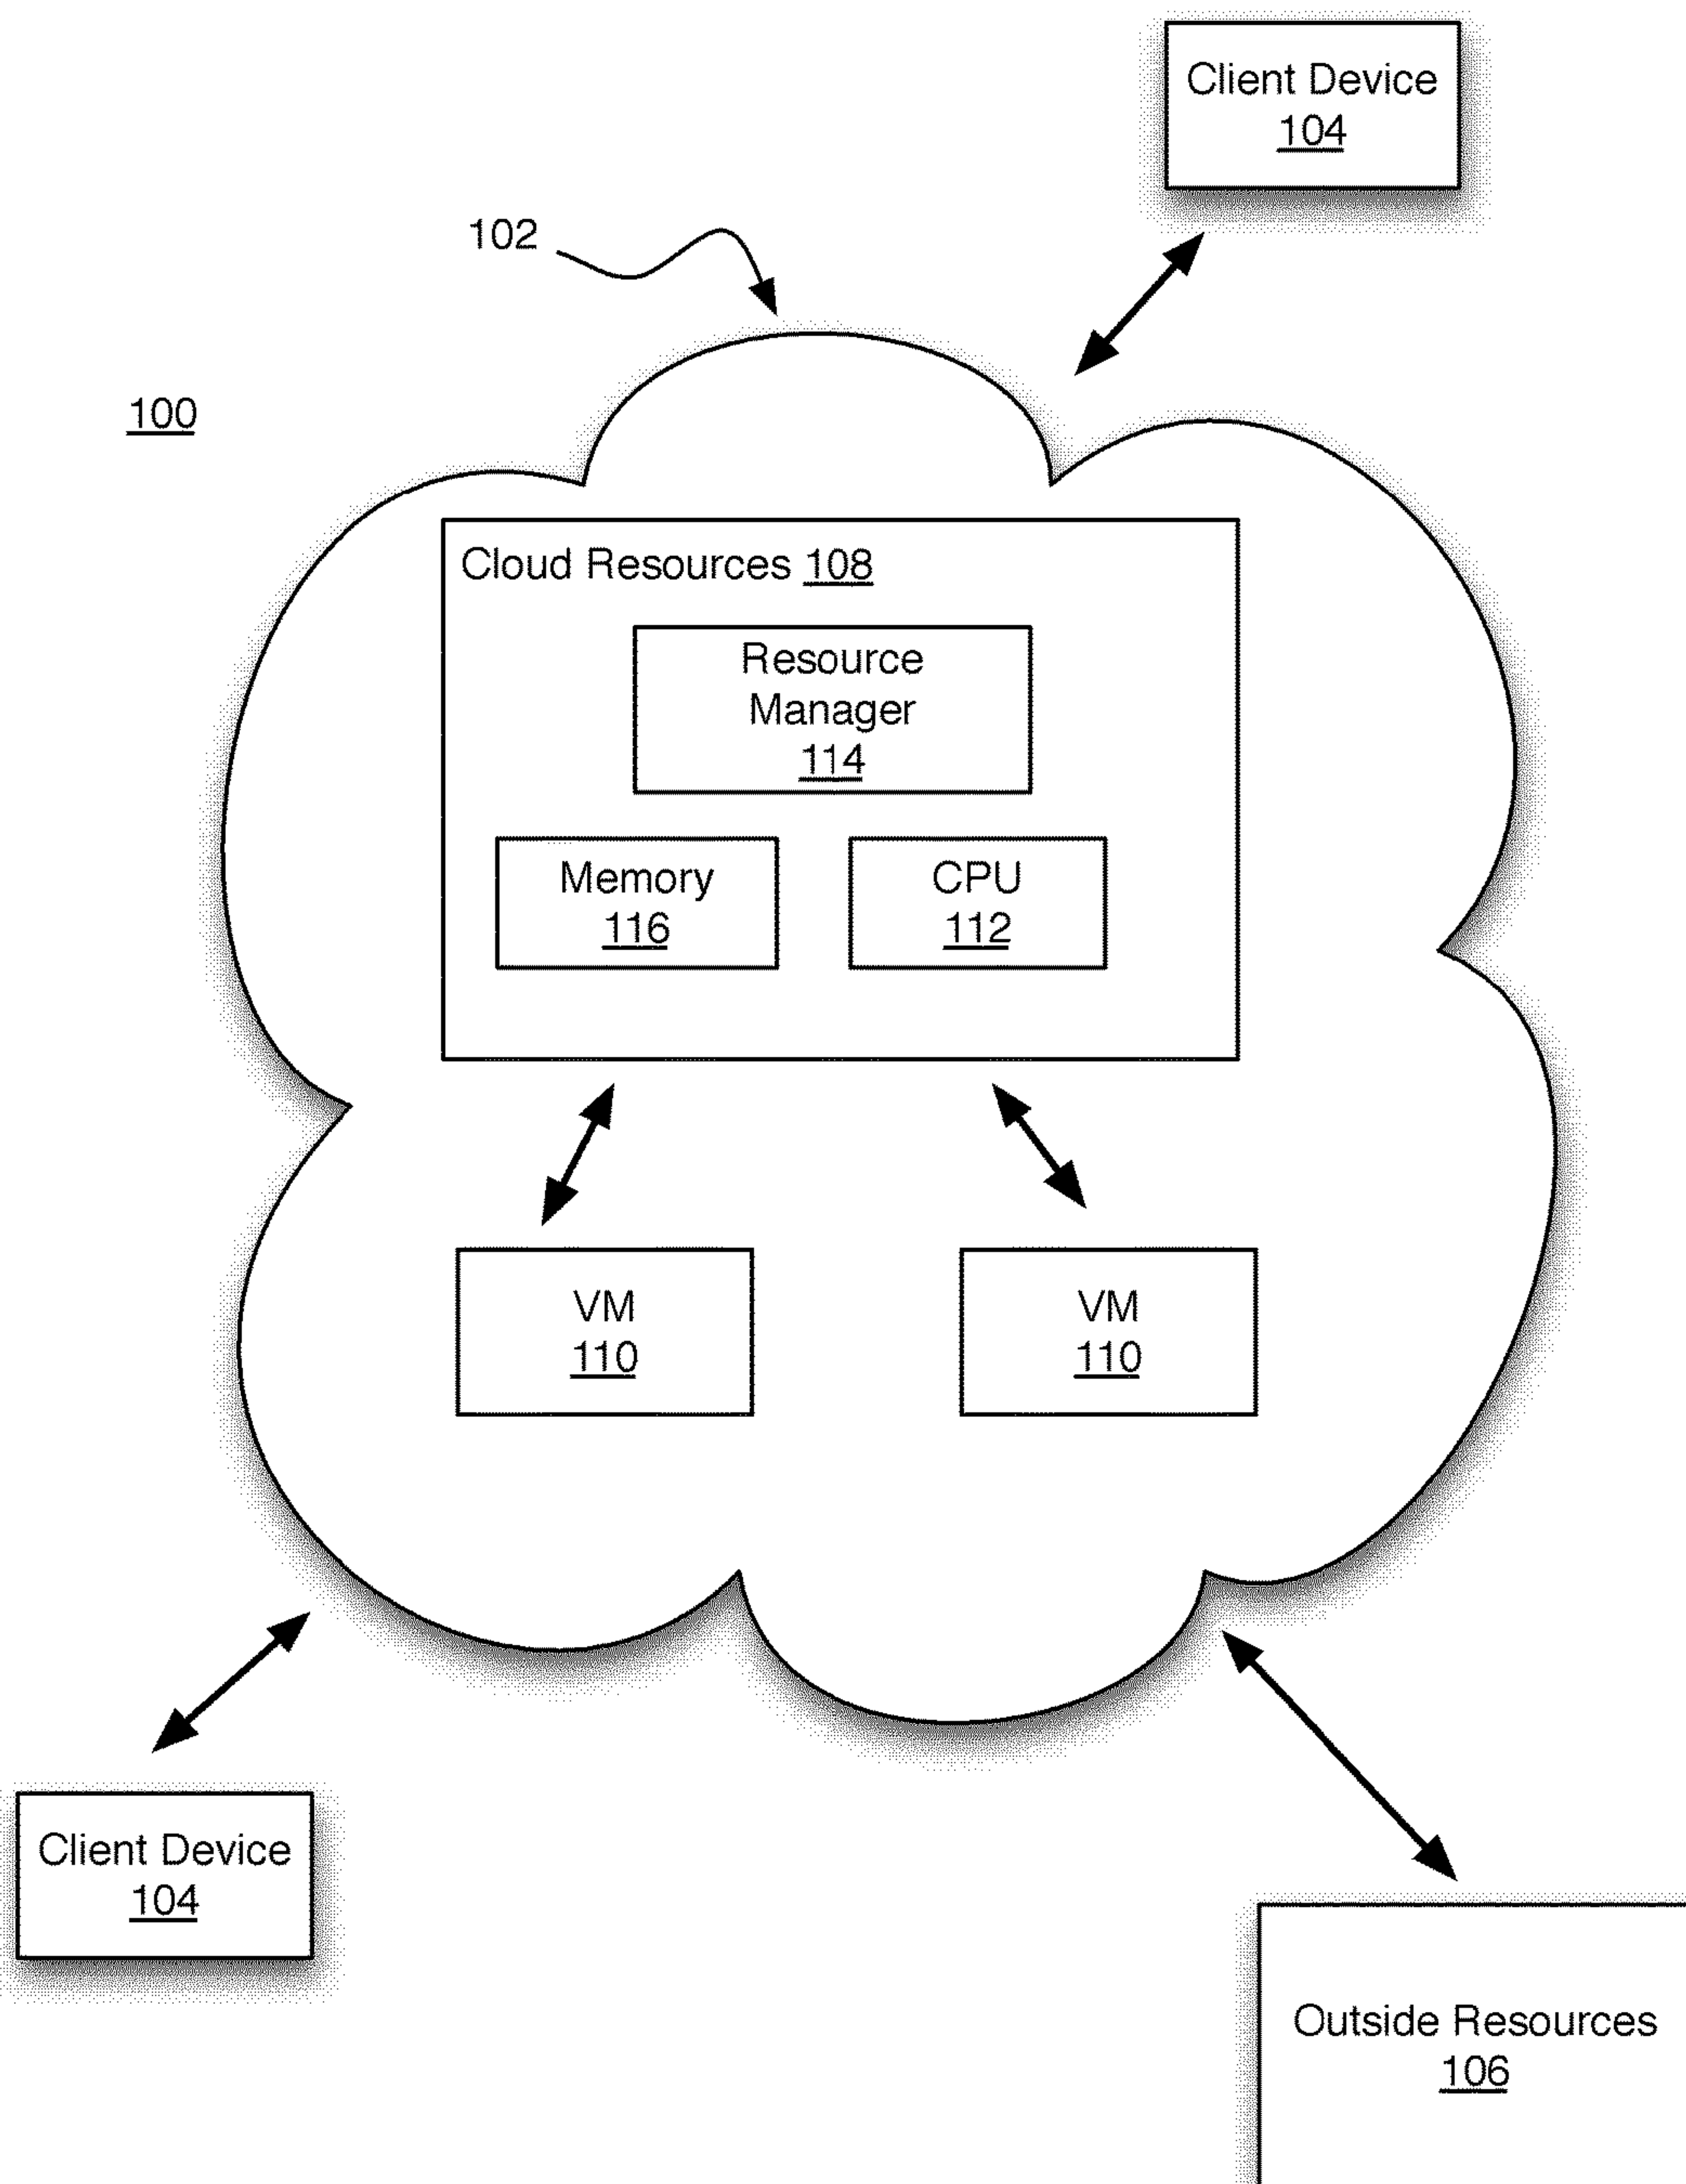 Client Device
104
102
100
Cloud Resources 108
Resource
Manager
114
Memory
116
CPU
112
VM
110
VM
110
Client Device
104
Outside Resources
106